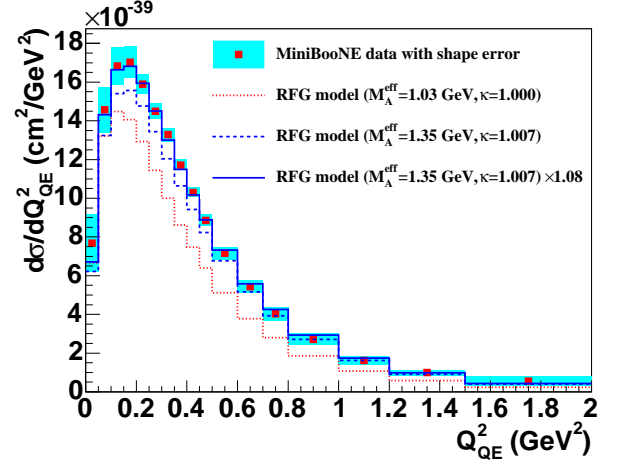 ×10⁻³⁹
dσ/dQ²_QE (cm²/GeV²)
18
16
14
12
10
8
6
4
2
0
MiniBooNE data with shape error
RFG model (M_A^eff=1.03 GeV,κ=1.000)
RFG model (M_A^eff=1.35 GeV,κ=1.007)
RFG model (M_A^eff=1.35 GeV,κ=1.007) ×1.08
0 0.2 0.4 0.6 0.8 1 1.2 1.4 1.6 1.8 2
Q²_QE (GeV²)